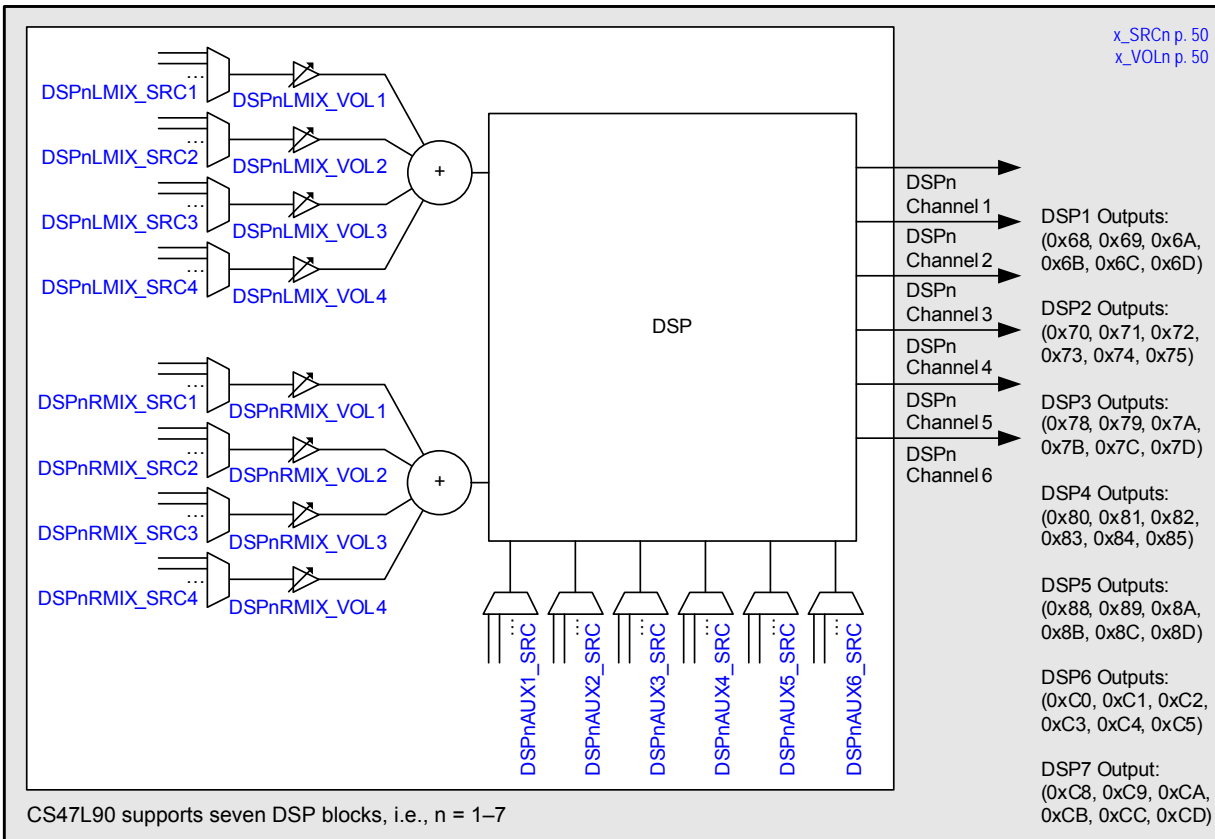 x_SRCn p. 50
x_VOLn p. 50
...
DSPnLMIX_SRC1
DSPnLMIX_VOL1
...
DSPnLMIX_SRC2
DSPnLMIX_VOL2
...
DSPnLMIX_SRC3
DSPnLMIX_VOL3
...
DSPnLMIX_SRC4
DSPnLMIX_VOL4
+
...
DSPnRMIX_SRC1
DSPnRMIX_VOL1
...
DSPnRMIX_SRC2
DSPnRMIX_VOL2
...
DSPnRMIX_SRC3
DSPnRMIX_VOL3
...
DSPnRMIX_SRC4
DSPnRMIX_VOL4
+
DSP
...
DSPnAUX1_SRC
...
DSPnAUX2_SRC
...
DSPnAUX3_SRC
...
DSPnAUX4_SRC
...
DSPnAUX5_SRC
...
DSPnAUX6_SRC
DSPn
Channel 1
DSPn
Channel 2
DSPn
Channel 3
DSPn
Channel 4
DSPn
Channel 5
DSPn
Channel 6
DSP1 Outputs:
(0x68, 0x69, 0x6A,
0x6B, 0x6C, 0x6D)
DSP2 Outputs:
(0x70, 0x71, 0x72,
0x73, 0x74, 0x75)
DSP3 Outputs:
(0x78, 0x79, 0x7A,
0x7B, 0x7C, 0x7D)
DSP4 Outputs:
(0x80, 0x81, 0x82,
0x83, 0x84, 0x85)
DSP5 Outputs:
(0x88, 0x89, 0x8A,
0x8B, 0x8C, 0x8D)
DSP6 Outputs:
(0xC0, 0xC1, 0xC2,
0xC3, 0xC4, 0xC5)
DSP7 Output:
(0xC8, 0xC9, 0xCA,
0xCB, 0xCC, 0xCD)
CS47L90 supports seven DSP blocks, i.e., n = 1–7